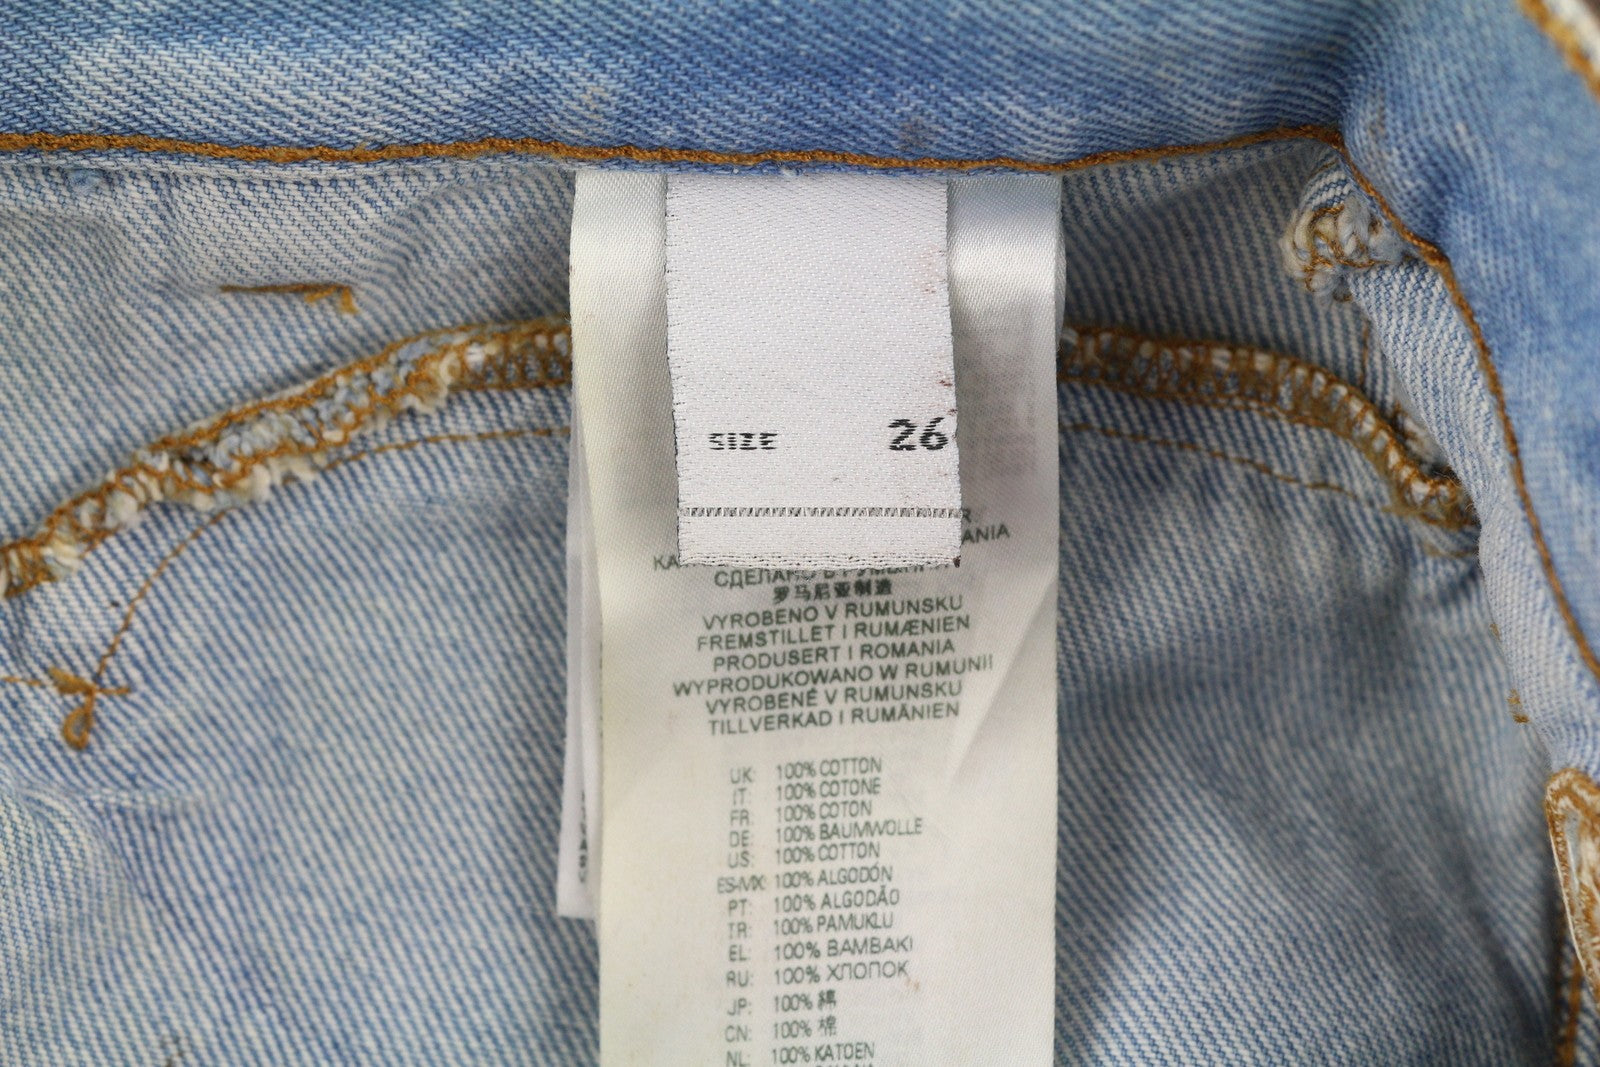 SIZE 26
ANIA
СДЕЛАНО В РУМЫНИИ
罗马尼亚制造
VYROBENO V RUMUNSKU
FREMSTILLET I RUMÆNIEN
PRODUSERT I ROMANIA
WYPRODUKOWANO W RUMUNII
VYROBENÉ V RUMUNSKU
TILLVERKAD I RUMÄNIEN
UK: 100% COTTON
IT: 100% COTONE
FR: 100% COTON
DE: 100% BAUMWOLLE
US: 100% COTTON
ES-MX: 100% ALGODÓN
PT: 100% ALGODÃO
TR: 100% PAMUKLU
EL: 100% BAMBAKI
RU: 100% ХЛОПОК
JP: 100% 綿
CN: 100% 棉
NL: 100% KATOEN